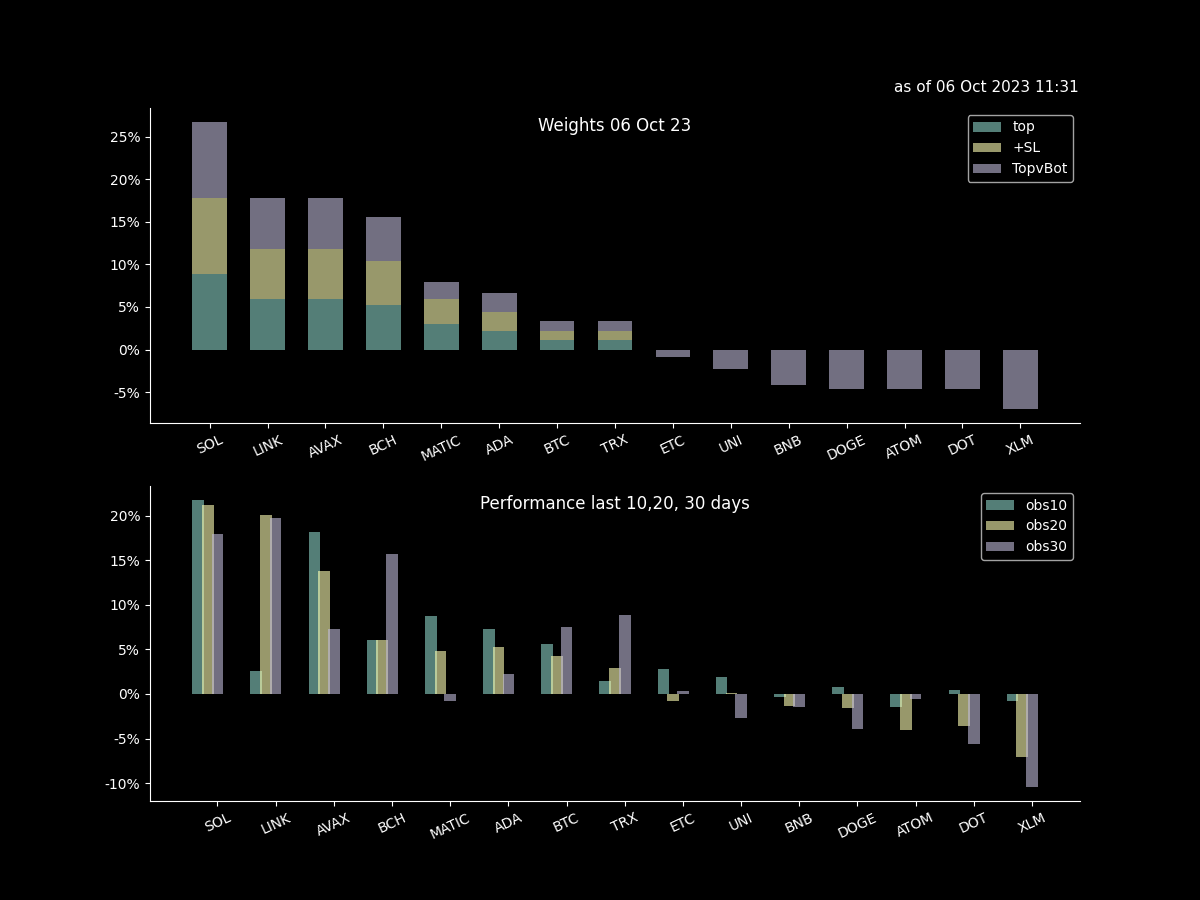 as of 06 Oct 2023 11:31
Weights 06 Oct 23
top
+SL
TopvBot
25%
20%
15%
10%
5%
0%
-5%
SOL LINK AVAX BCH MATIC ADA BTC TRX ETC UNI BNB DOGE ATOM DOT XLM
Performance last 10,20, 30 days
obs10
obs20
obs30
20%
15%
10%
5%
0%
-5%
-10%
SOL LINK AVAX BCH MATIC ADA BTC TRX ETC UNI BNB DOGE ATOM DOT XLM